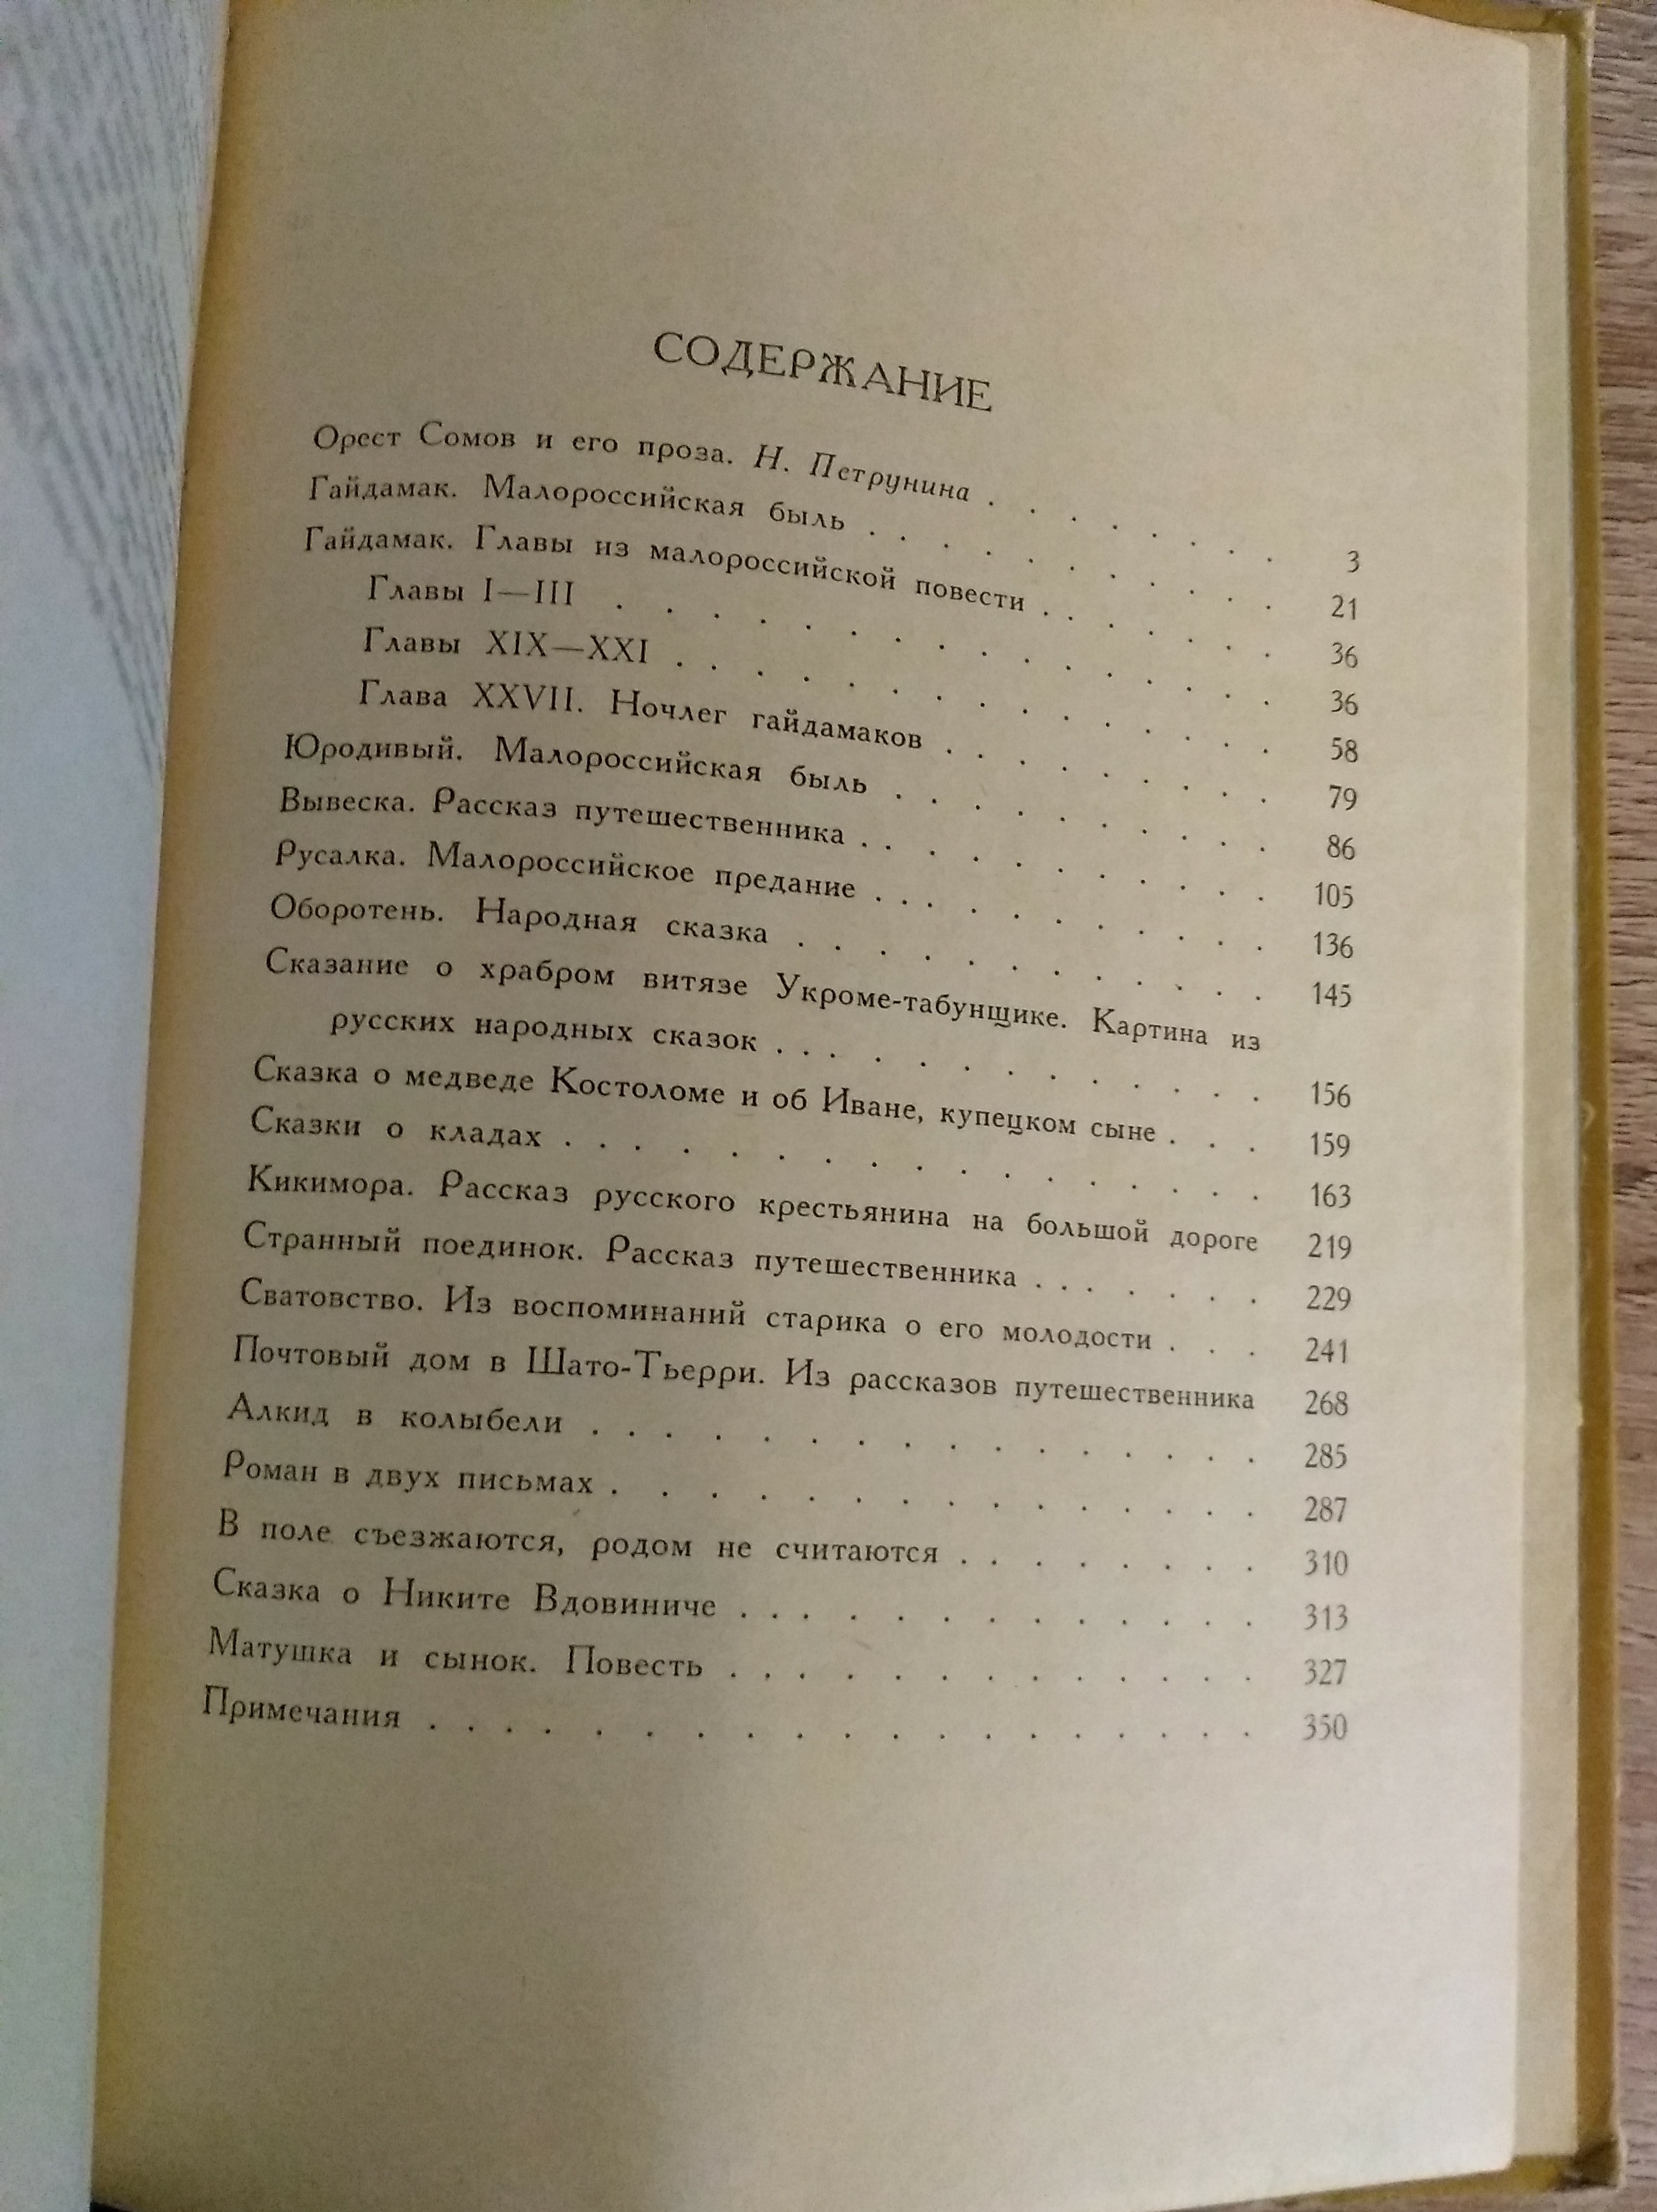 СОДЕРЖАНИЕ
Орест Сомов и его проза. Н. Петрунина . . . . . . . 3
Гайдамак. Малороссийская быль . . . . . . . . . . 21
Гайдамак. Главы из малороссийской повести . . . . . . 36
Главы I—III . . . . . . . . . . . . . . . 36
Главы XIX—XXI . . . . . . . . . . . . . . 58
Глава XXVII. Ночлег гайдамаков . . . . . . . . 79
Юродивый. Малороссийская быль . . . . . . . . . . 86
Вывеска. Рассказ путешественника . . . . . . . . . . 105
Русалка. Малороссийское предание . . . . . . . . . . 136
Оборотень. Народная сказка . . . . . . . . . . . . 145
Сказание о храбром витязе Укроме-табунщике. Картина из
русских народных сказок . . . . . . . . . . . . 156
Сказка о медведе Костоломе и об Иване, купецком сыне . . . 159
Сказки о кладах . . . . . . . . . . . . . . . 163
Кикимора. Рассказ русского крестьянина на большой дороге 219
Странный поединок. Рассказ путешественника . . . . . . . 229
Сватовство. Из воспоминаний старика о его молодости . . . 241
Почтовый дом в Шато-Тьерри. Из рассказов путешественника 268
Алкид в колыбели . . . . . . . . . . . . . . . 285
Роман в двух письмах . . . . . . . . . . . . . . 287
В поле съезжаются, родом не считаются . . . . . . . . 310
Сказка о Никите Вдовиниче . . . . . . . . . . . . 313
Матушка и сынок. Повесть . . . . . . . . . . . . . 327
Примечания . . . . . . . . . . . . . . . . . . 350